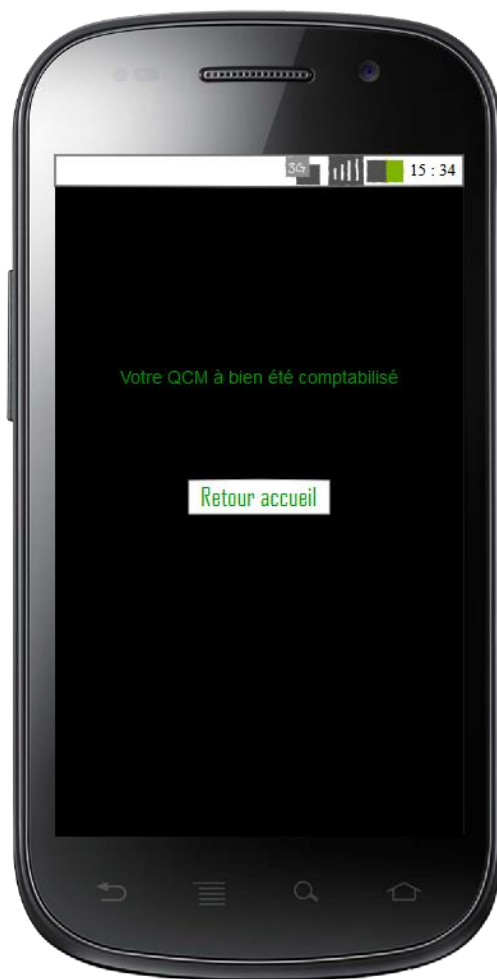 3G 15 : 34
Votre QCM à bien été comptabilisé
Retour accueil